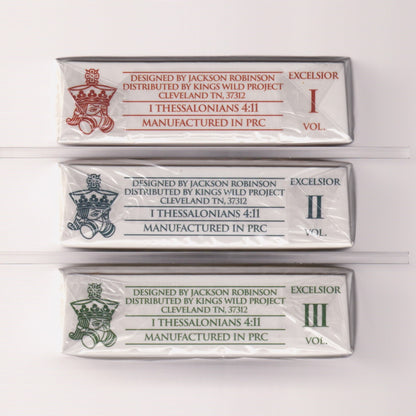 DESIGNED BY JACKSON ROBINSON
DISTRIBUTED BY KINGS WILD PROJECT
CLEVELAND TN, 37312
I THESSALONIANS 4:11
MANUFACTURED IN PRC
EXCELSIOR
I
VOL.
DESIGNED BY JACKSON ROBINSON
DISTRIBUTED BY KINGS WILD PROJECT
CLEVELAND TN, 37312
I THESSALONIANS 4:11
MANUFACTURED IN PRC
EXCELSIOR
II
VOL.
DESIGNED BY JACKSON ROBINSON
DISTRIBUTED BY KINGS WILD PROJECT
CLEVELAND TN, 37312
I THESSALONIANS 4:11
MANUFACTURED IN PRC
EXCELSIOR
III
VOL.